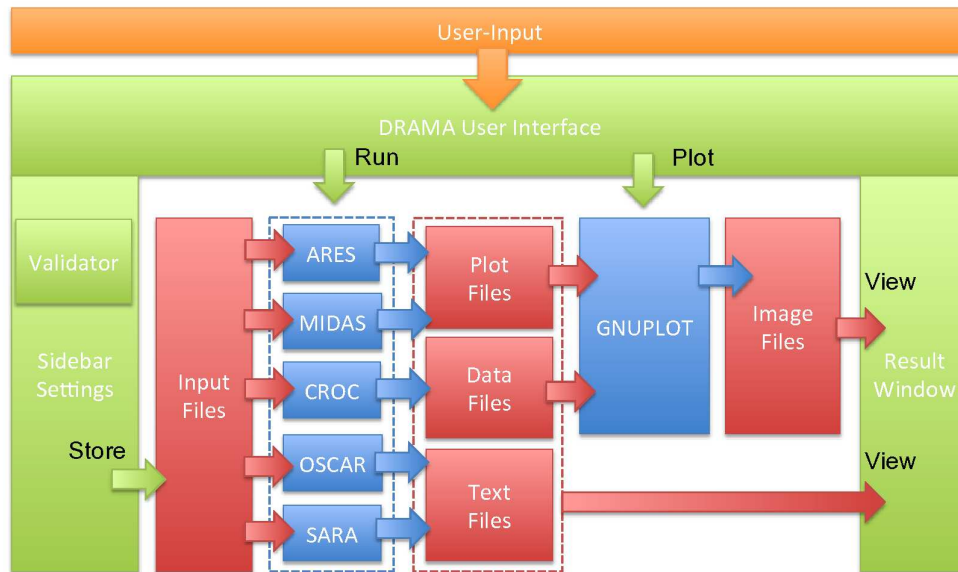 User-Input
DRAMA User Interface
Run
Plot
Validator
Sidebar
Settings
Store
Input
Files
ARES
MIDAS
CROC
OSCAR
SARA
Plot
Files
Data
Files
Text
Files
GNUPLOT
Image
Files
View
Result
Window
View